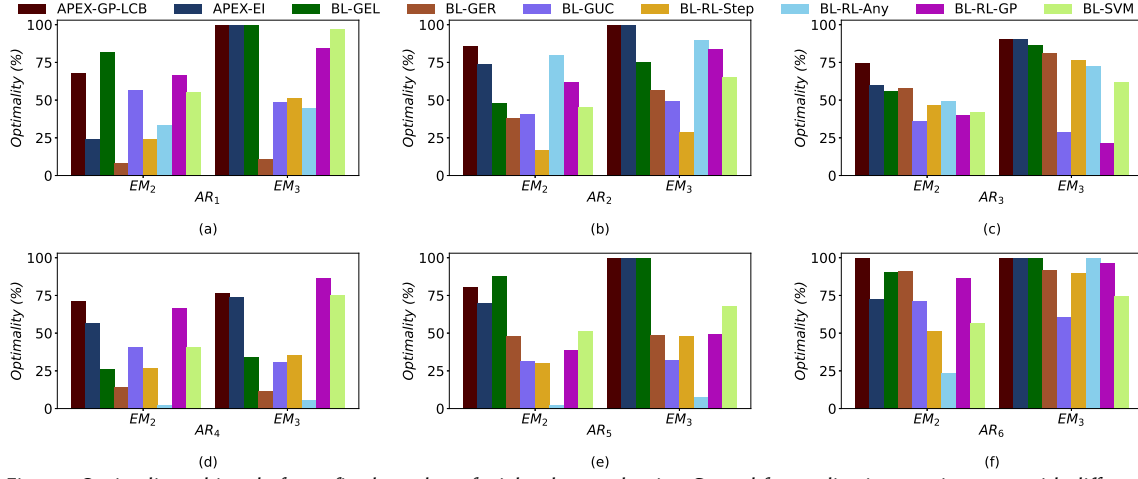 APEX-GP-LCB APEX-EI BL-GEL BL-GER BL-GUC BL-RL-Step BL-RL-Any BL-RL-GP BL-SVM
Optimality (%)
100
75
50
25
0
EM2 EM3
AR1
(a)
Optimality (%)
100
75
50
25
0
EM2 EM3
AR2
(b)
Optimality (%)
100
75
50
25
0
EM2 EM3
AR3
(c)
Optimality (%)
100
75
50
25
0
EM2 EM3
AR4
(d)
Optimality (%)
100
75
50
25
0
EM2 EM3
AR5
(e)
Optimality (%)
100
75
50
25
0
EM2 EM3
AR6
(f)